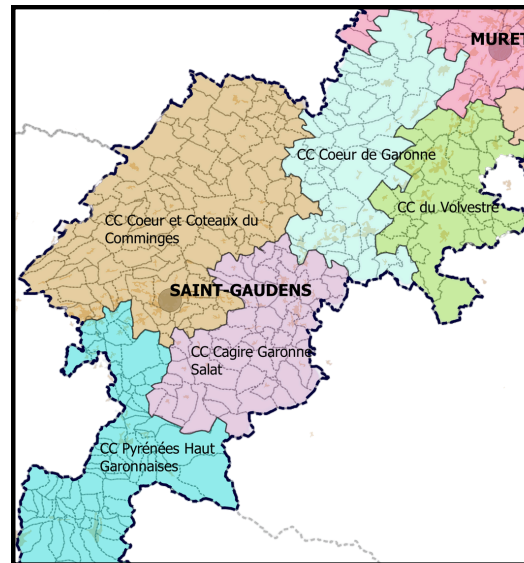 MURET
CC Coeur de Garonne
CC du Volvestre
CC Coeur et Coteaux du
Comminges
SAINT-GAUDENS
CC Cagire Garonne
Salat
CC Pyrénées Haut
Garonnaises